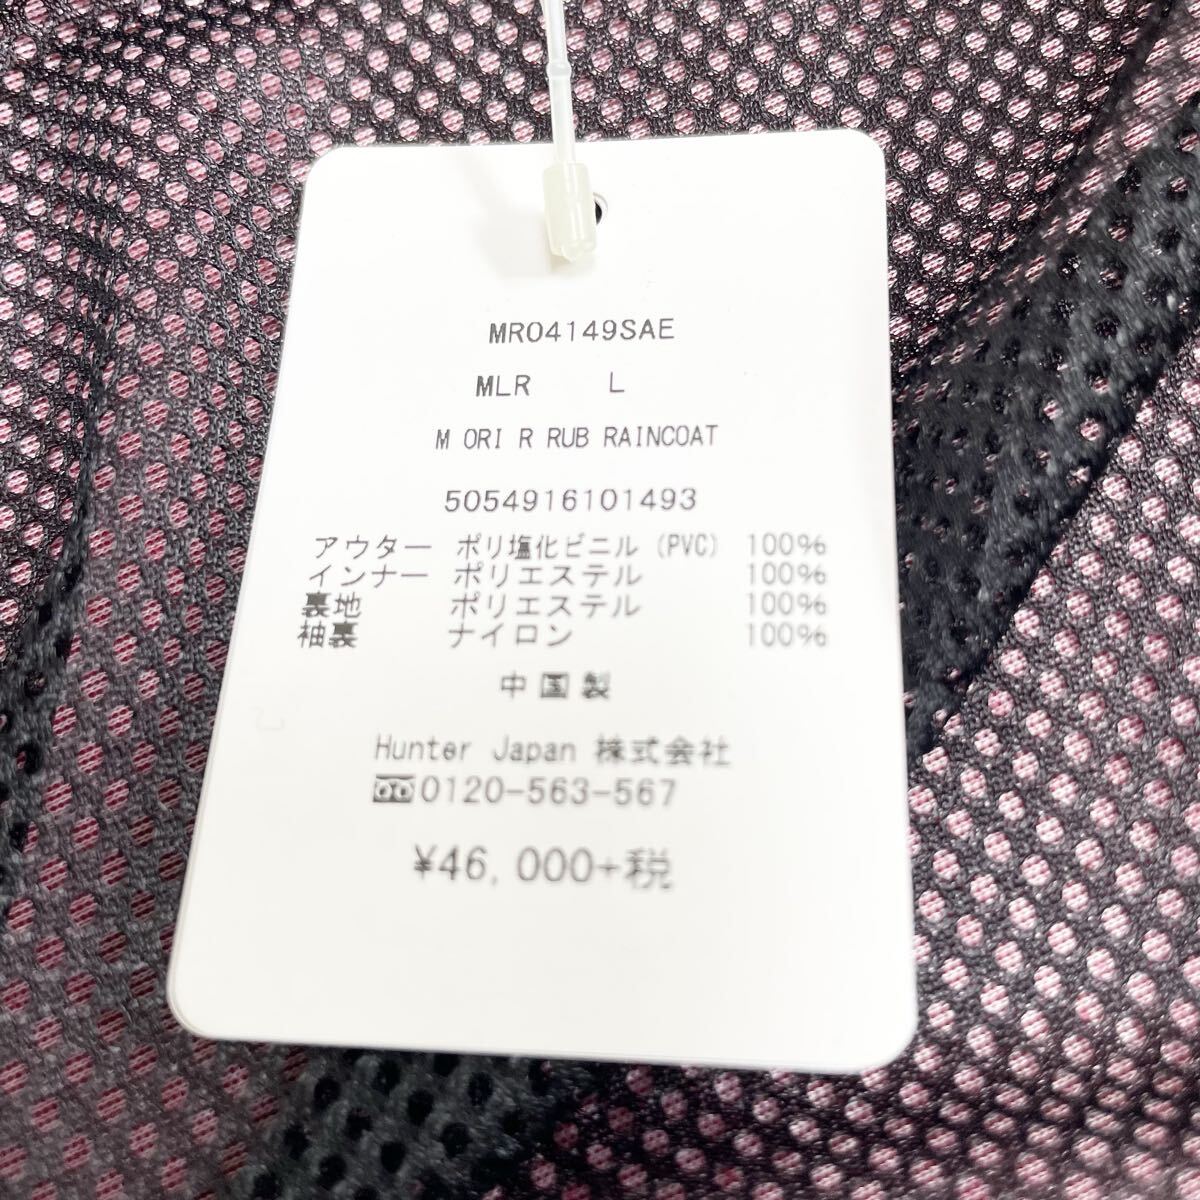 MRO4149SAE
MLR L
M ORI R RUB RAINCOAT
5054916101493
アウター ポリ塩化ビニル (PVC) 100%
インナー ポリエステル 100%
裏地 ポリエステル 100%
袖裏 ナイロン 100%
中国製
Hunter Japan 株式会社
0120-563-567
¥46,000+税